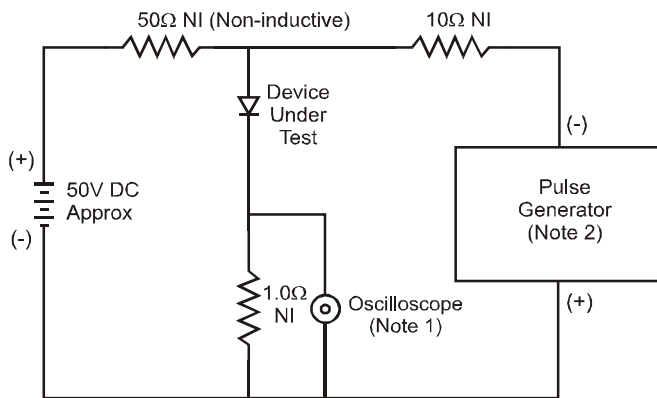 50Ω NI (Non-inductive)
10Ω NI
Device
Under
Test
(-)
(+)
50V DC
Approx
(-)
Pulse
Generator
(Note 2)
1.0Ω
NI
Oscilloscope
(Note 1)
(+)